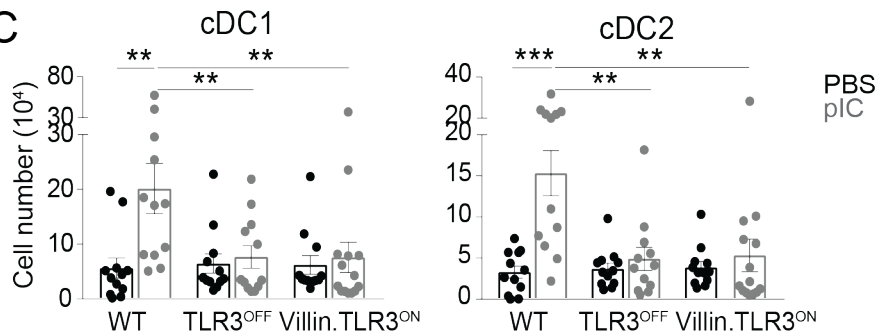 C
cDC1
cDC2
** **
**
*** **
**
PBS
pIC
Cell number (10⁴)
80
30
30
20
10
0
40
20
20
15
10
5
0
WT TLR3ᴼᶠᶠ Villin.TLR3ᴼᴺ
WT TLR3ᴼᶠᶠ Villin.TLR3ᴼᴺ